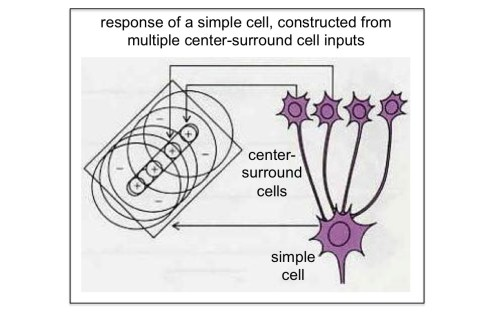 response of a simple cell, constructed from
multiple center-surround cell inputs
center-
surround
cells
simple
cell